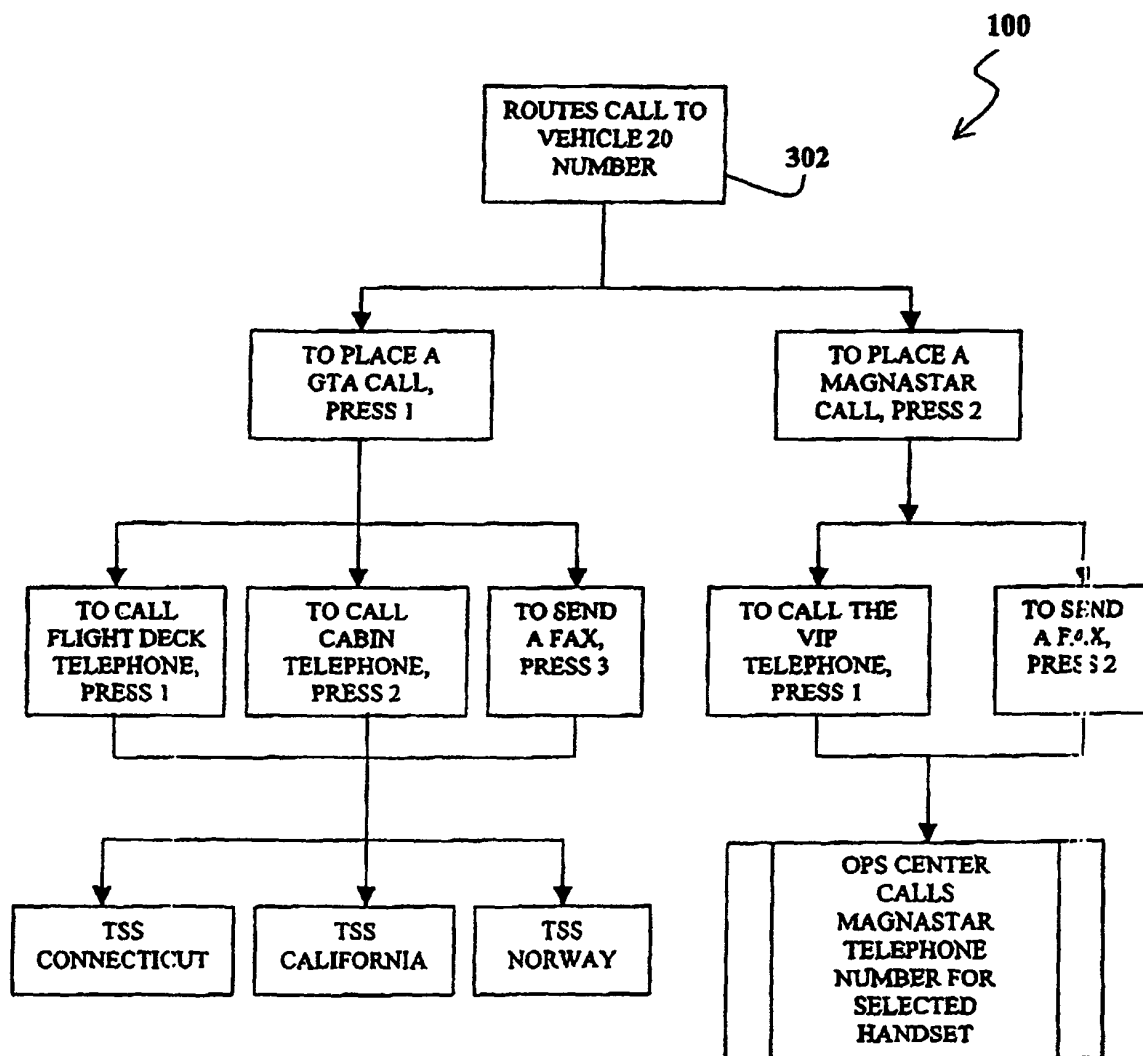 100
ROUTES CALL TO
VEHICLE 20
NUMBER
302
TO PLACE A
GTA CALL,
PRESS 1
TO PLACE A
MAGNASTAR
CALL, PRESS 2
TO CALL
FLIGHT DECK
TELEPHONE,
PRESS 1
TO CALL
CABIN
TELEPHONE,
PRESS 2
TO SEND
A FAX,
PRESS 3
TO CALL THE
VIP
TELEPHONE,
PRESS 1
TO SEND
A FAX,
PRESS 2
TSS
CONNECTICUT
TSS
CALIFORNIA
TSS
NORWAY
OPS CENTER
CALLS
MAGNASTAR
TELEPHONE
NUMBER FOR
SELECTED
HANDSET